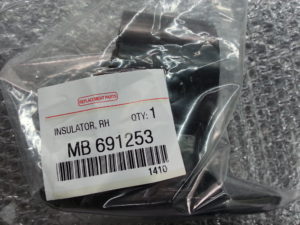 REPLACEMENT PARTS
INSULATOR, RH QTY: 1
MB 691253
1410